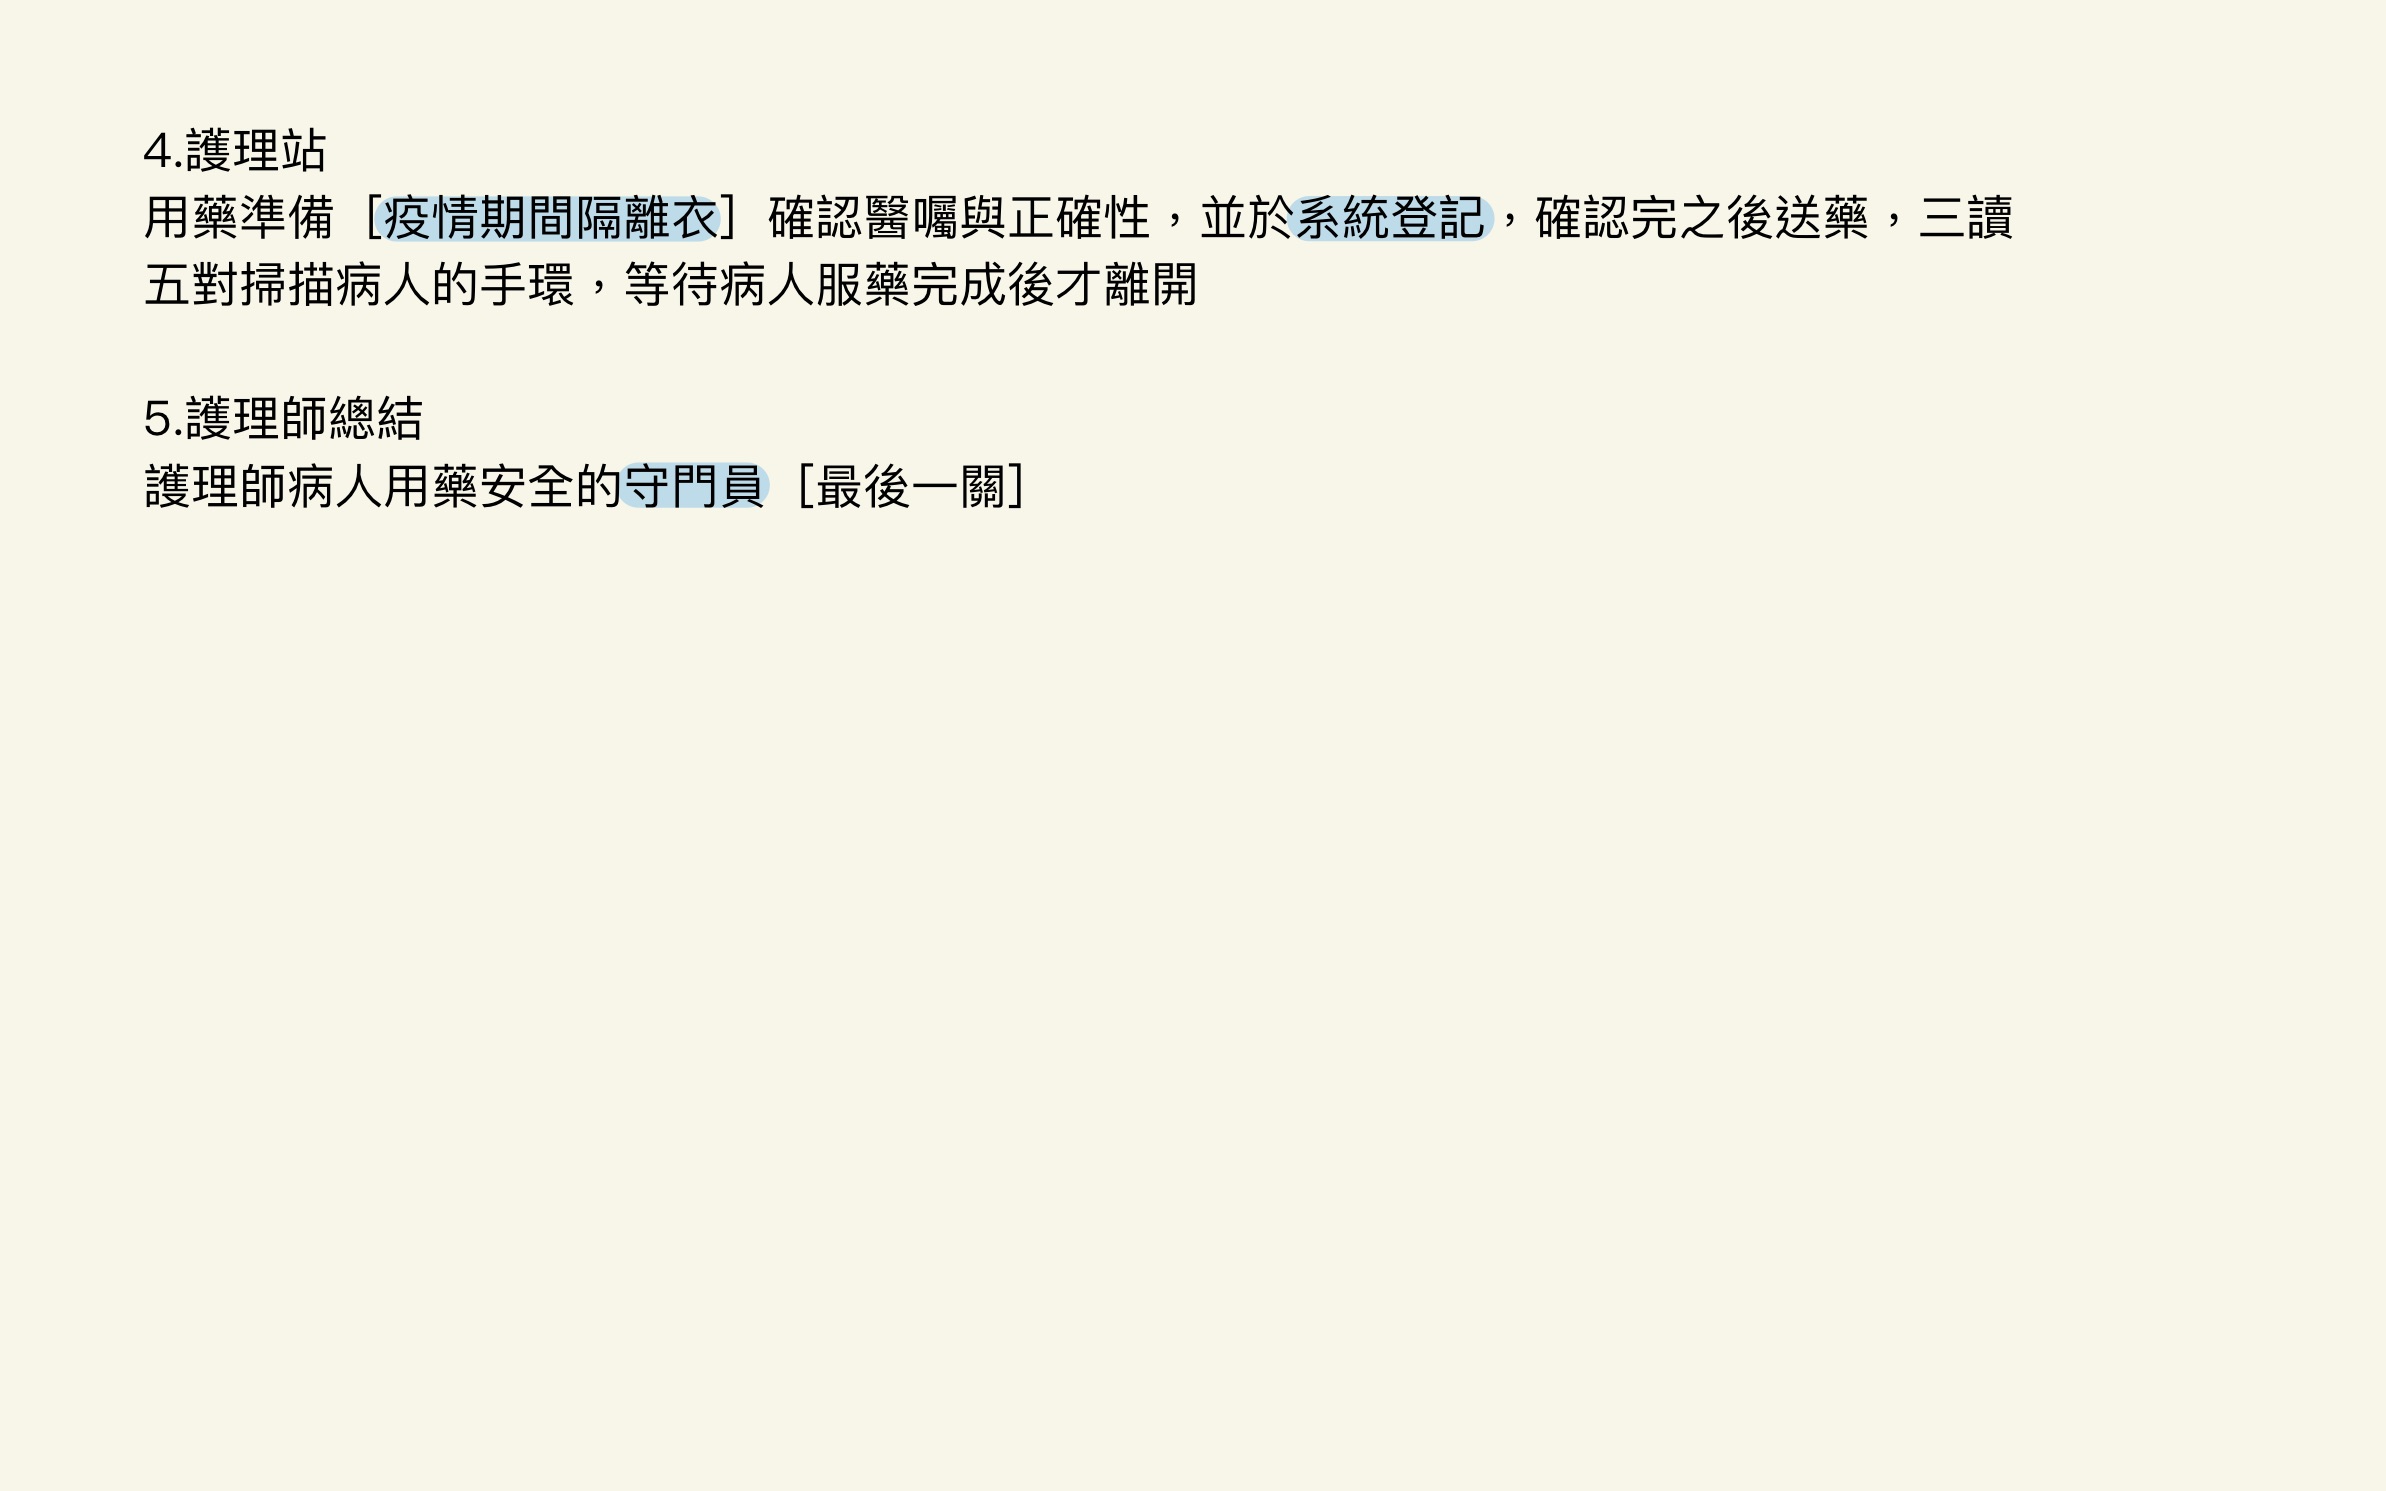 4.護理站
用藥準備［疫情期間隔離衣］確認醫囑與正確性，並於系統登記，確認完之後送藥，三讀
五對掃描病人的手環，等待病人服藥完成後才離開
5.護理師總結
護理師病人用藥安全的守門員［最後一關］